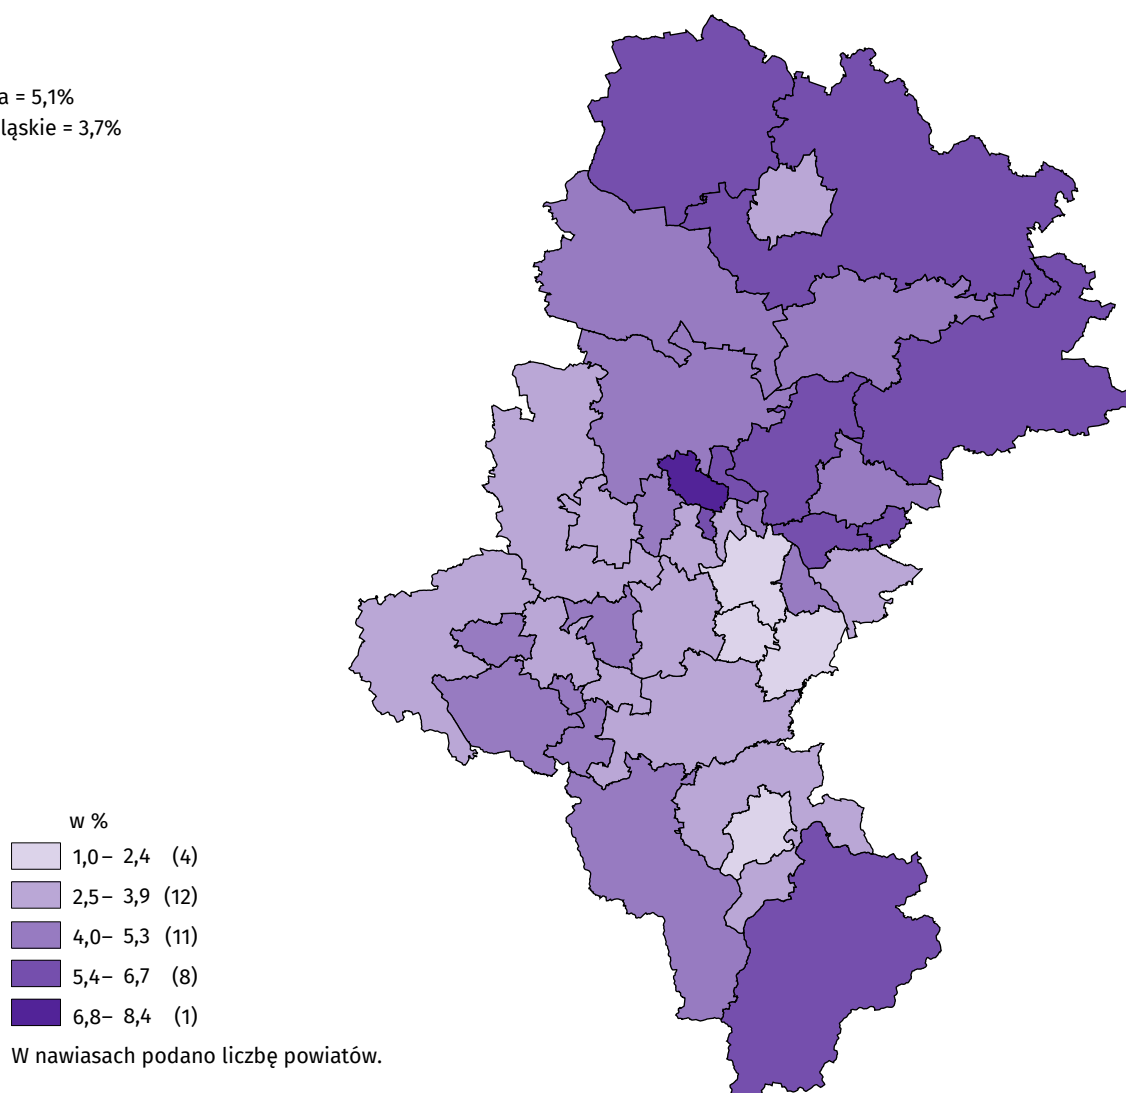 a = 5,1%
ląskie = 3,7%
w %
1,0– 2,4 (4)
2,5– 3,9 (12)
4,0– 5,3 (11)
5,4– 6,7 (8)
6,8– 8,4 (1)
W nawiasach podano liczbę powiatów.